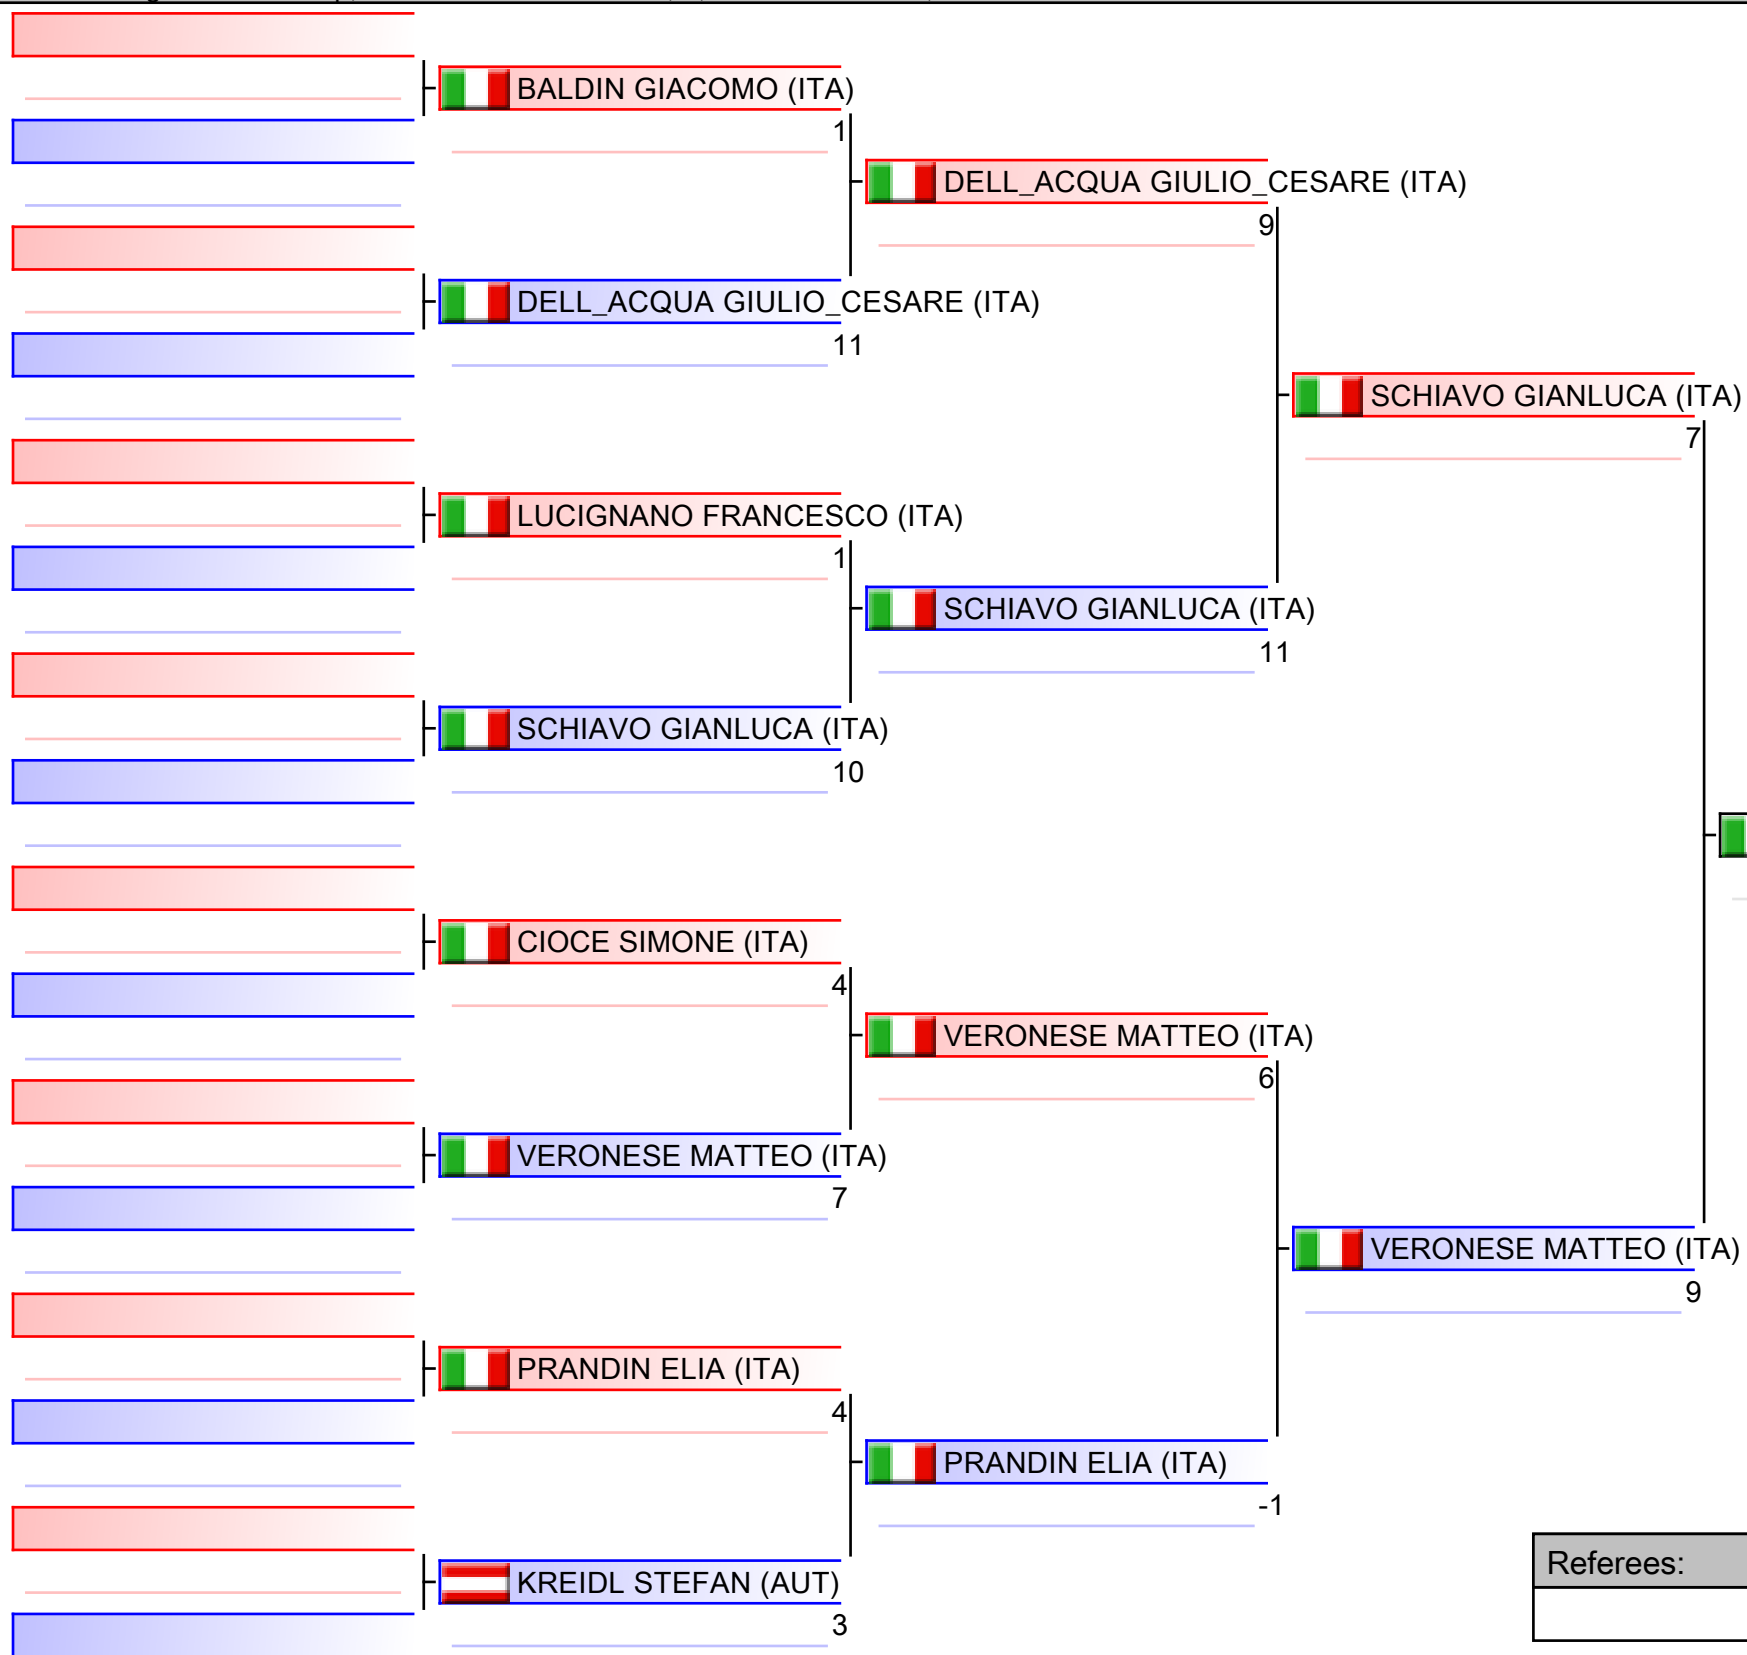 BALDIN GIACOMO (ITA)
1
DELL_ACQUA GIULIO_CESARE (ITA)
9
DELL_ACQUA GIULIO_CESARE (ITA)
11
SCHIAVO GIANLUCA (ITA)
7
LUCIGNANO FRANCESCO (ITA)
1
SCHIAVO GIANLUCA (ITA)
11
SCHIAVO GIANLUCA (ITA)
10
CIOCE SIMONE (ITA)
4
VERONESE MATTEO (ITA)
6
VERONESE MATTEO (ITA)
7
VERONESE MATTEO (ITA)
9
PRANDIN ELIA (ITA)
4
PRANDIN ELIA (ITA)
-1
KREIDL STEFAN (AUT)
3
Referees: